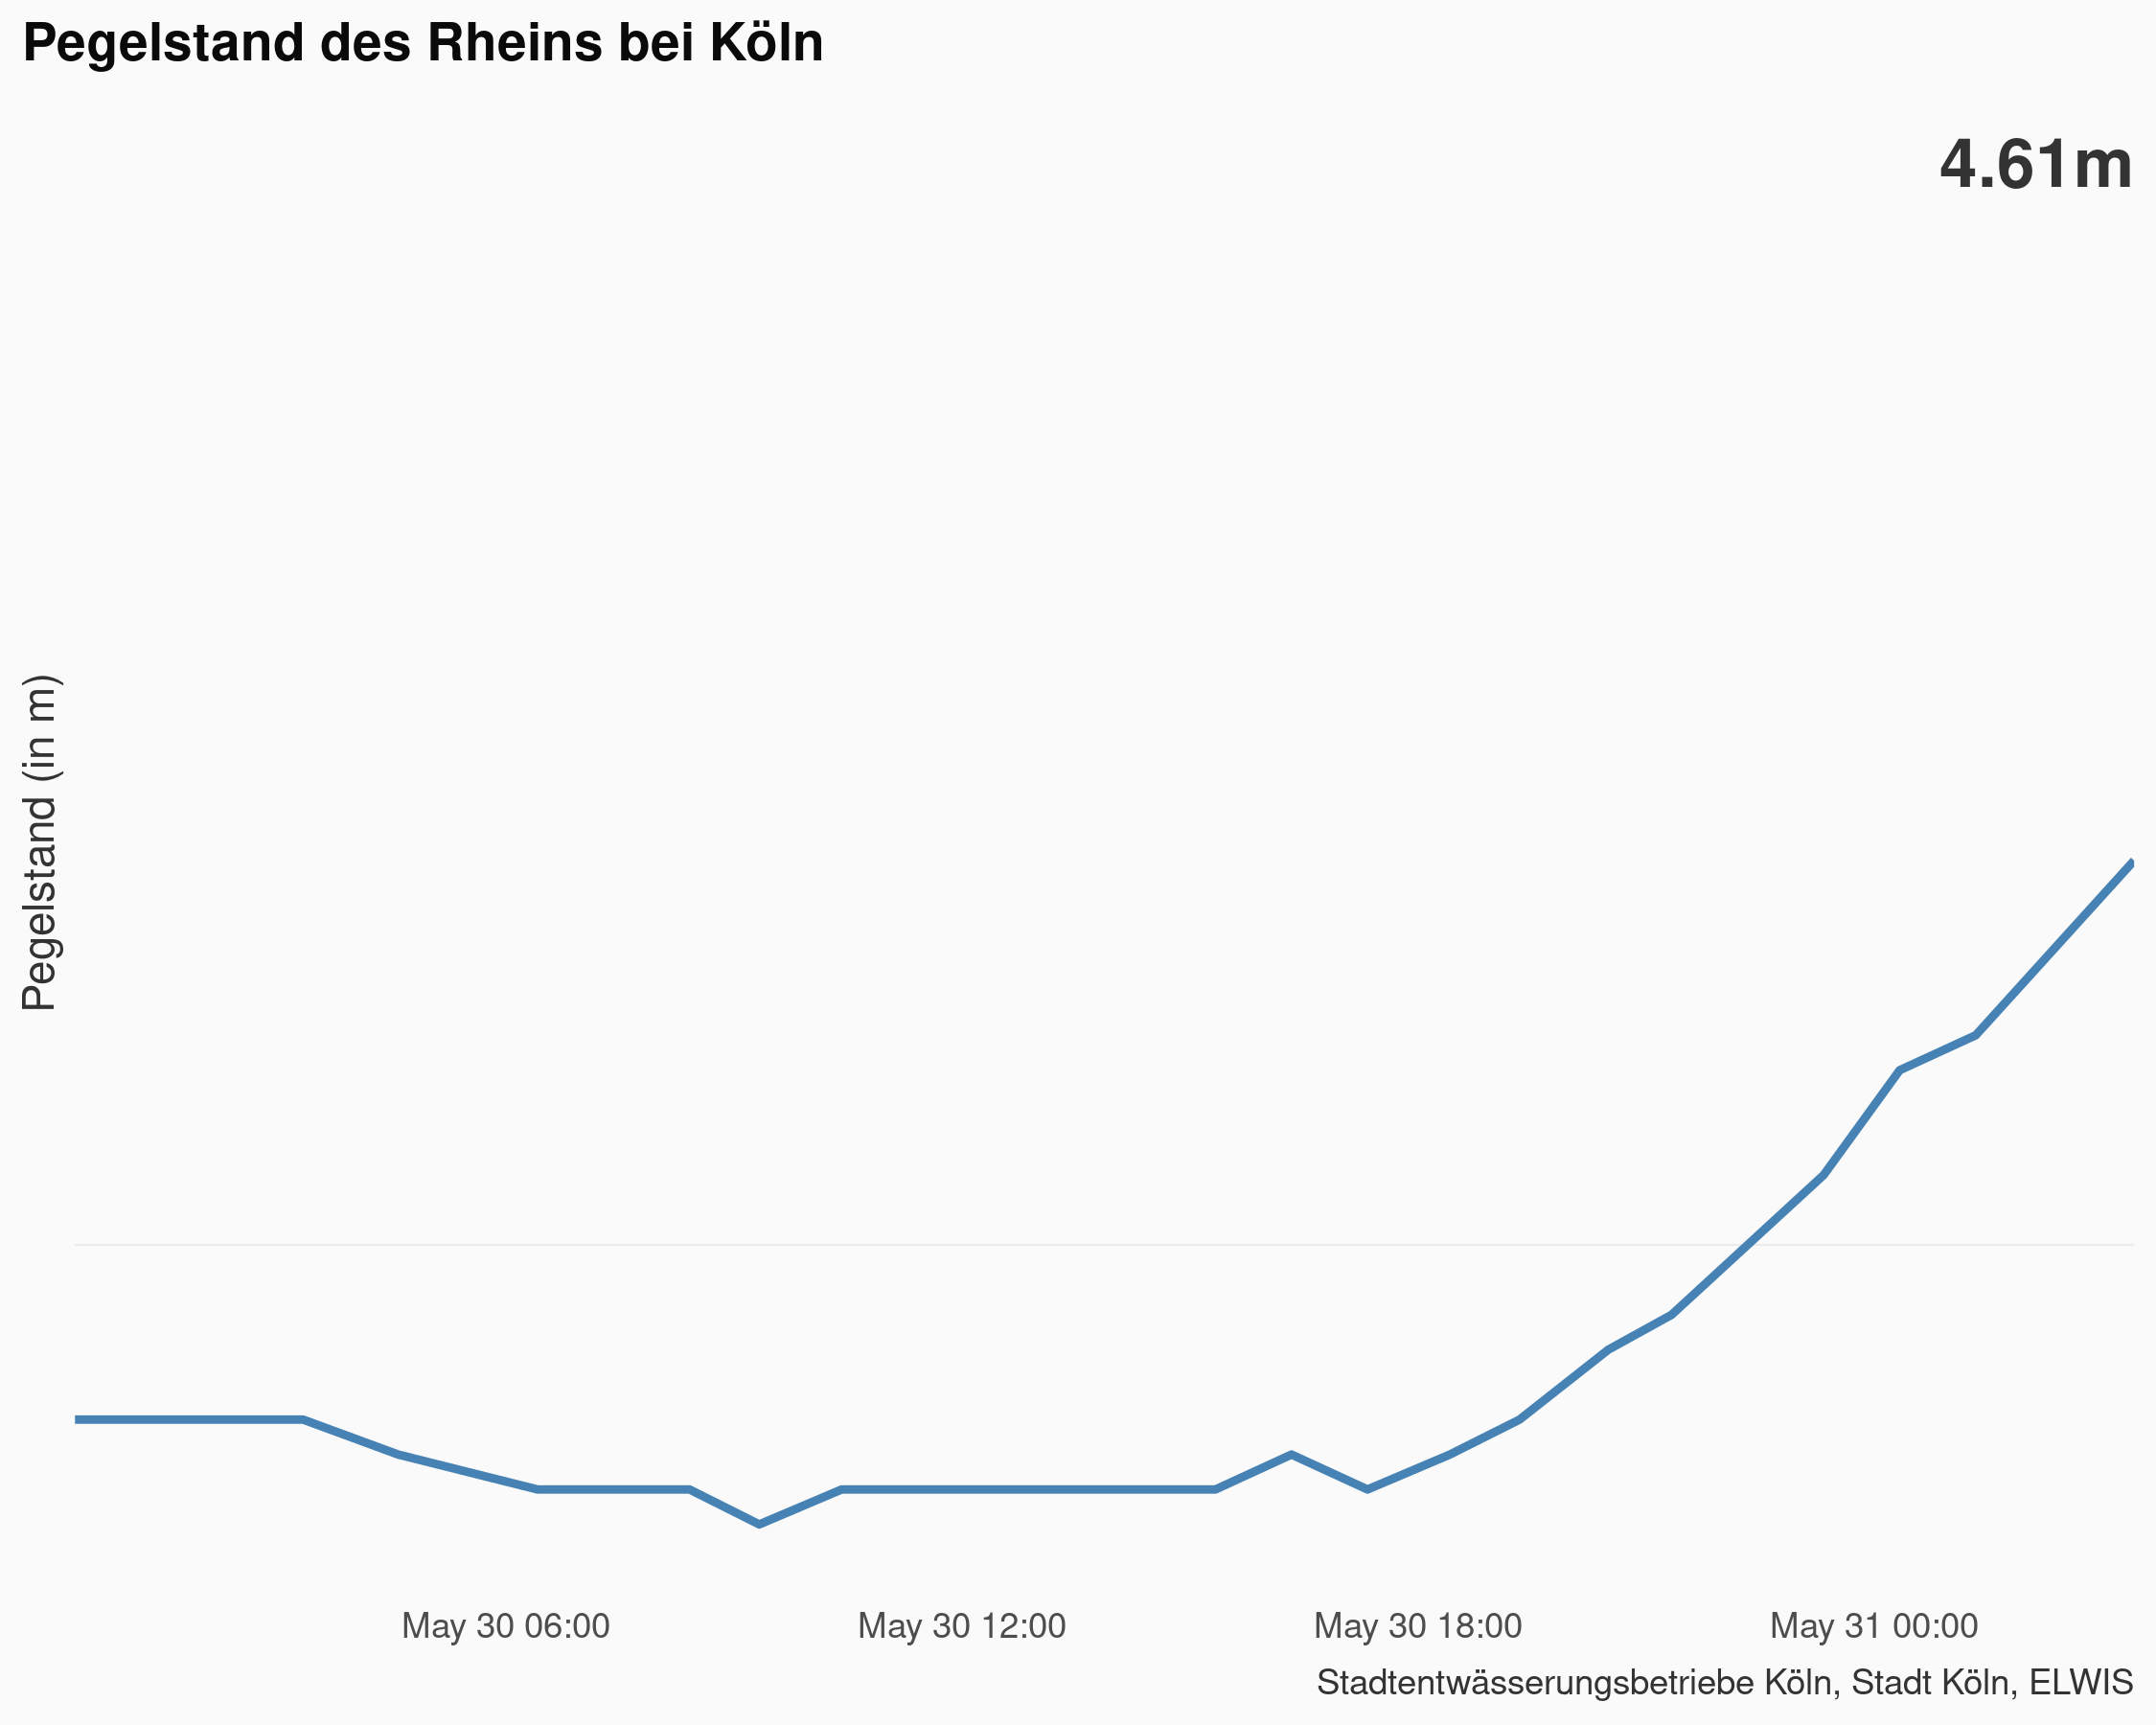 Pegelstand des Rheins bei Köln
4.61m
Pegelstand (in m)
May 30 06:00
May 30 12:00
May 30 18:00
May 31 00:00
Stadtentwässerungsbetriebe Köln, Stadt Köln, ELWIS